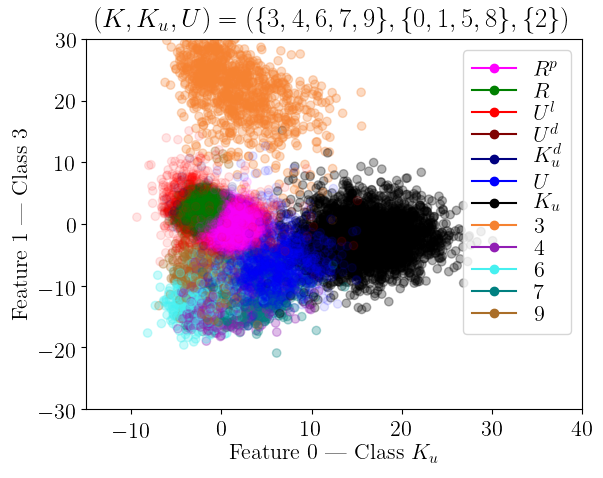 (K, K_u, U) = ({3, 4, 6, 7, 9}, {0, 1, 5, 8}, {2})
R^p
R
U^l
U^d
K_u^d
U
K_u
3
4
6
7
9
30
20
10
0
−10
−20
−30
Feature 1 — Class 3
−10
0
10
20
30
40
Feature 0 — Class K_u